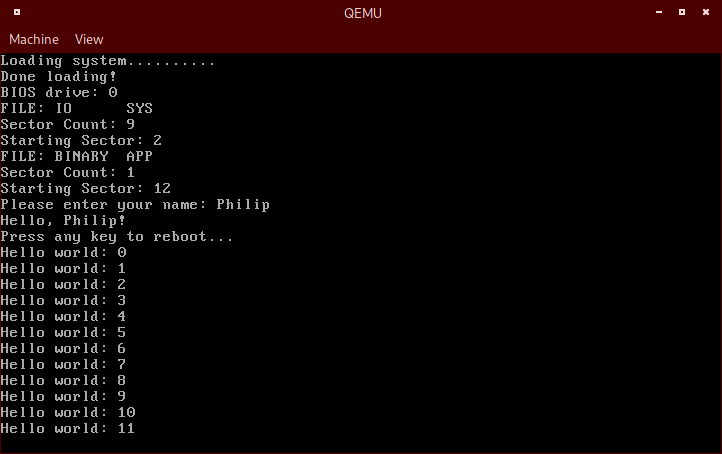 QEMU
Machine View
Loading system..........
Done loading!
BIOS drive: 0
FILE: IO      SYS
Sector Count: 9
Starting Sector: 2
FILE: BINARY  APP
Sector Count: 1
Starting Sector: 12
Please enter your name: Philip
Hello, Philip!
Press any key to reboot...
Hello world: 0
Hello world: 1
Hello world: 2
Hello world: 3
Hello world: 4
Hello world: 5
Hello world: 6
Hello world: 7
Hello world: 8
Hello world: 9
Hello world: 10
Hello world: 11